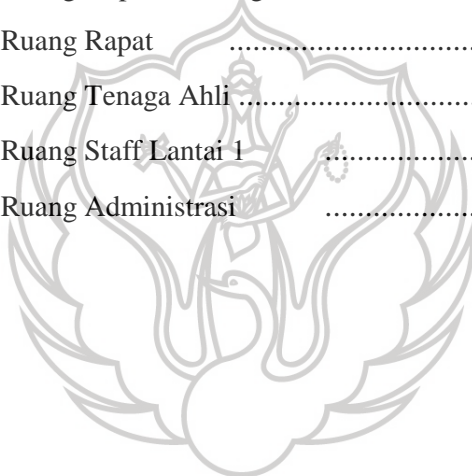 Ruang Rapat ..............................
Ruang Tenaga Ahli .............................
Ruang Staff Lantai 1 ..................
Ruang Administrasi ..................